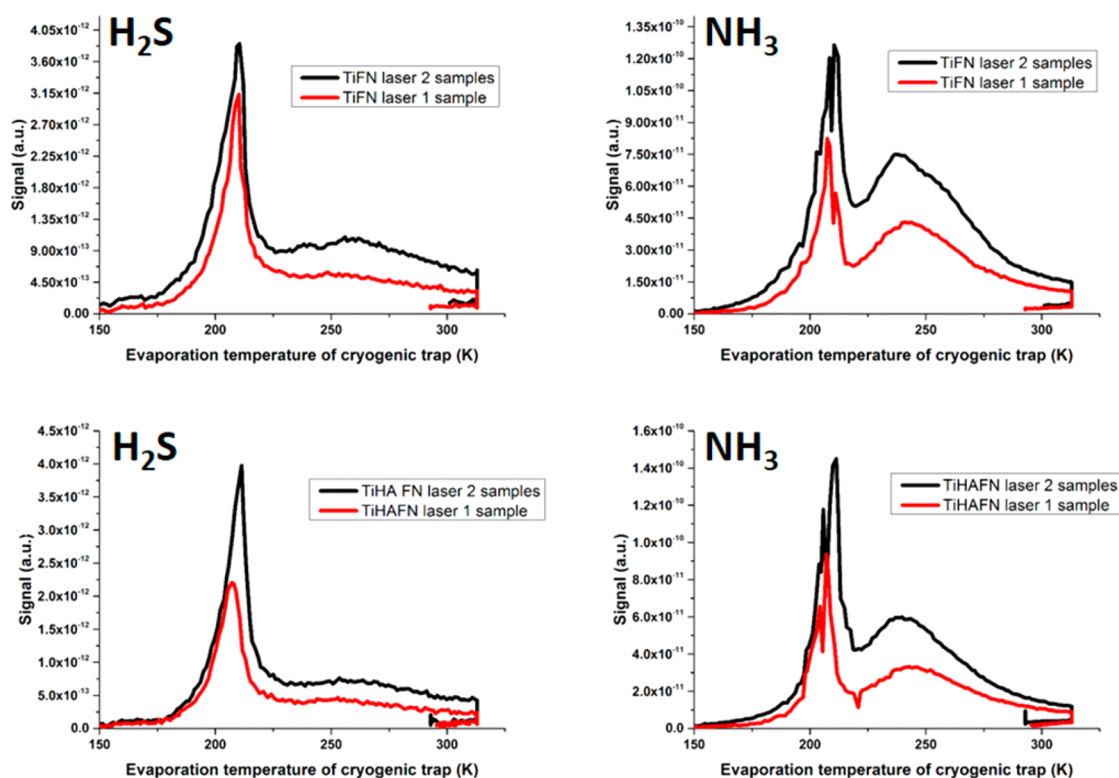 H₂S
4.05x10⁻¹²
3.60x10⁻¹²
3.15x10⁻¹²
2.70x10⁻¹²
2.25x10⁻¹²
1.80x10⁻¹²
1.35x10⁻¹²
9.00x10⁻¹³
4.50x10⁻¹³
0.00
Signal (a.u.)
TiFN laser 2 samples
TiFN laser 1 sample
150 200 250 300
Evaporation temperature of cryogenic trap (K)
NH₃
1.35x10⁻¹⁰
1.20x10⁻¹⁰
1.05x10⁻¹⁰
9.00x10⁻¹¹
7.50x10⁻¹¹
6.00x10⁻¹¹
4.50x10⁻¹¹
3.00x10⁻¹¹
1.50x10⁻¹¹
0.00
Signal (a.u.)
TiFN laser 2 samples
TiFN laser 1 sample
150 200 250 300
Evaporation temperature of cryogenic trap (K)
H₂S
4.5x10⁻¹²
4.0x10⁻¹²
3.5x10⁻¹²
3.0x10⁻¹²
2.5x10⁻¹²
2.0x10⁻¹²
1.5x10⁻¹²
1.0x10⁻¹²
5.0x10⁻¹³
0.0
Signal (a.u.)
TiHA FN laser 2 samples
TiHAFN laser 1 sample
150 200 250 300
Evaporation temperature of cryogenic trap (K)
NH₃
1.6x10⁻¹⁰
1.4x10⁻¹⁰
1.2x10⁻¹⁰
1.0x10⁻¹⁰
8.0x10⁻¹¹
6.0x10⁻¹¹
4.0x10⁻¹¹
2.0x10⁻¹¹
0.0
Signal (a.u.)
TiHAFN laser 2 samples
TiHAFN laser 1 sample
150 200 250 300
Evaporation temperature of cryogenic trap (K)